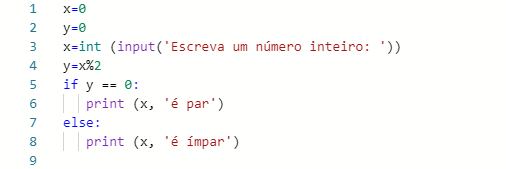 1 x=0
2 y=0
3 x=int (input('Escreva um número inteiro: '))
4 y=x%2
5 if y == 0:
6     print (x, 'é par')
7 else:
8     print (x, 'é ímpar')
9